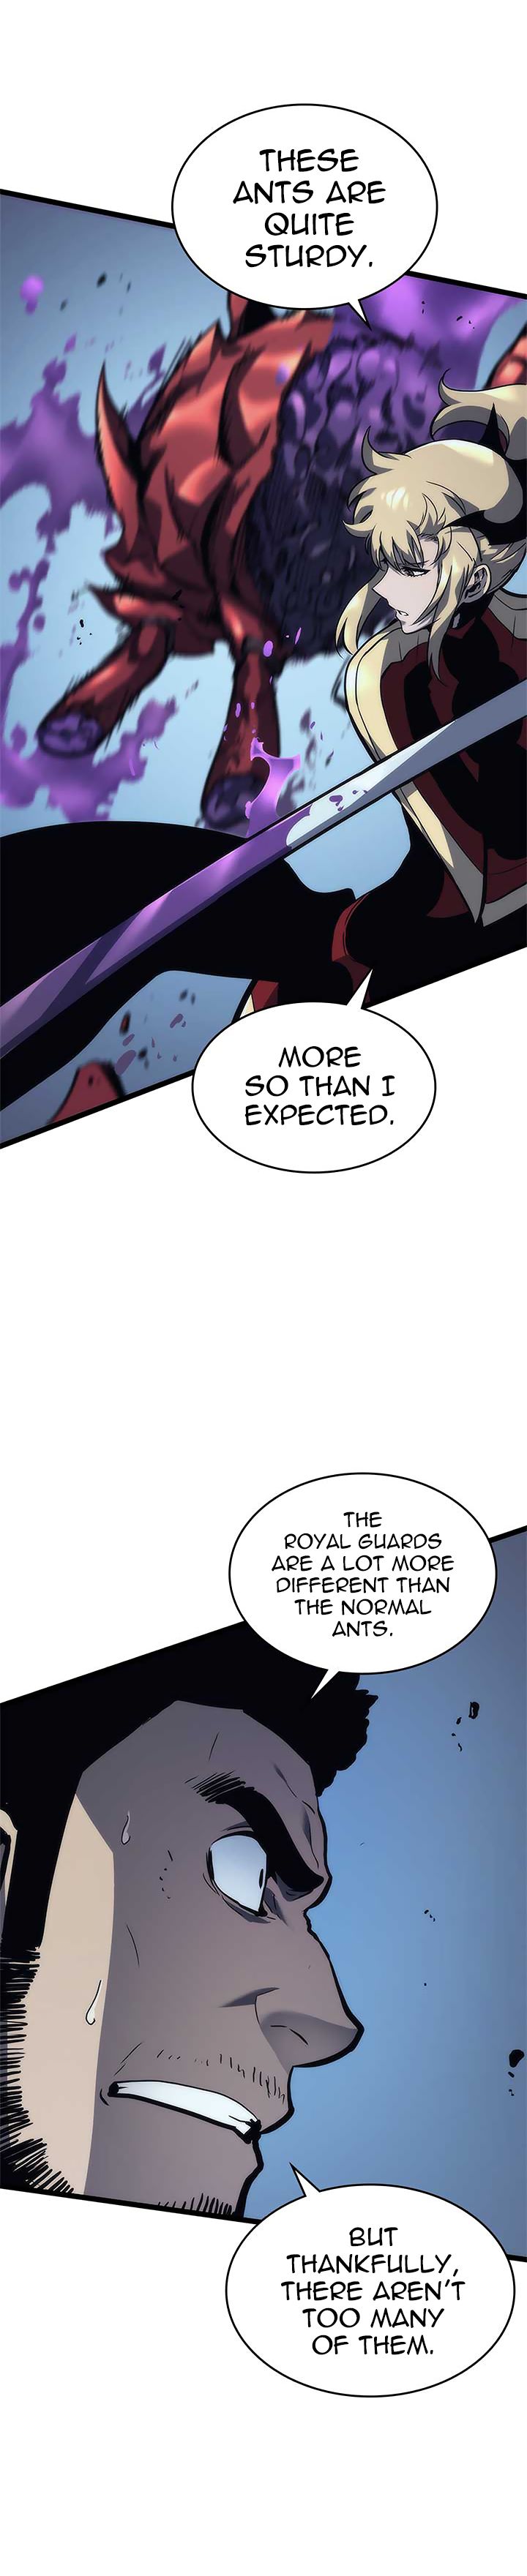 THESE
ANTS ARE
QUITE
STURDY.
MORE
SO THAN I
EXPECTED.
THE
ROYAL GUARDS
ARE A LOT MORE
DIFFERENT THAN
THE NORMAL
ANTS.
BUT
THANKFULLY,
THERE AREN'T
TOO MANY
OF THEM.